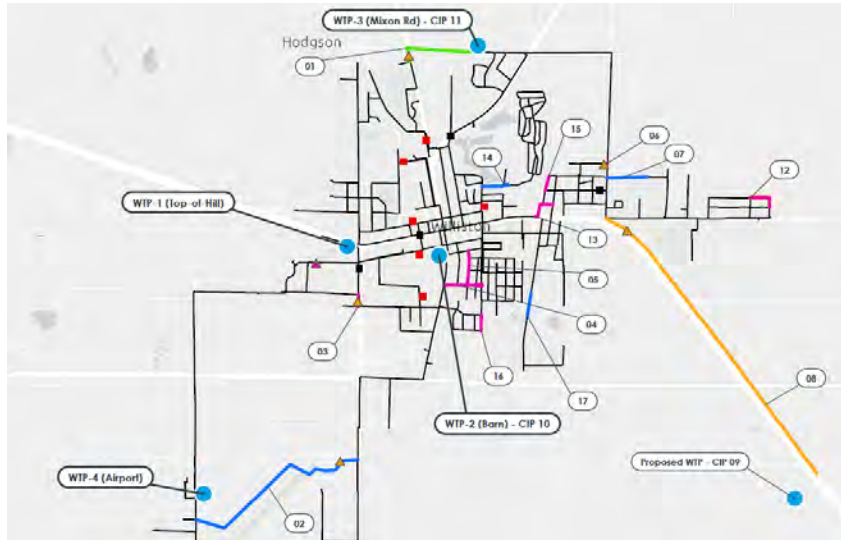 WTP-3 (Mixon Rd) - CIP 11
Hodgson
01
15
06
07
14
12
WTP-1 (Top-of-Hill)
Williston
13
05
04
03
16
17
08
WTP-2 (Barn) - CIP 10
Proposed WTP - CIP 09
WTP-4 (Airport)
02